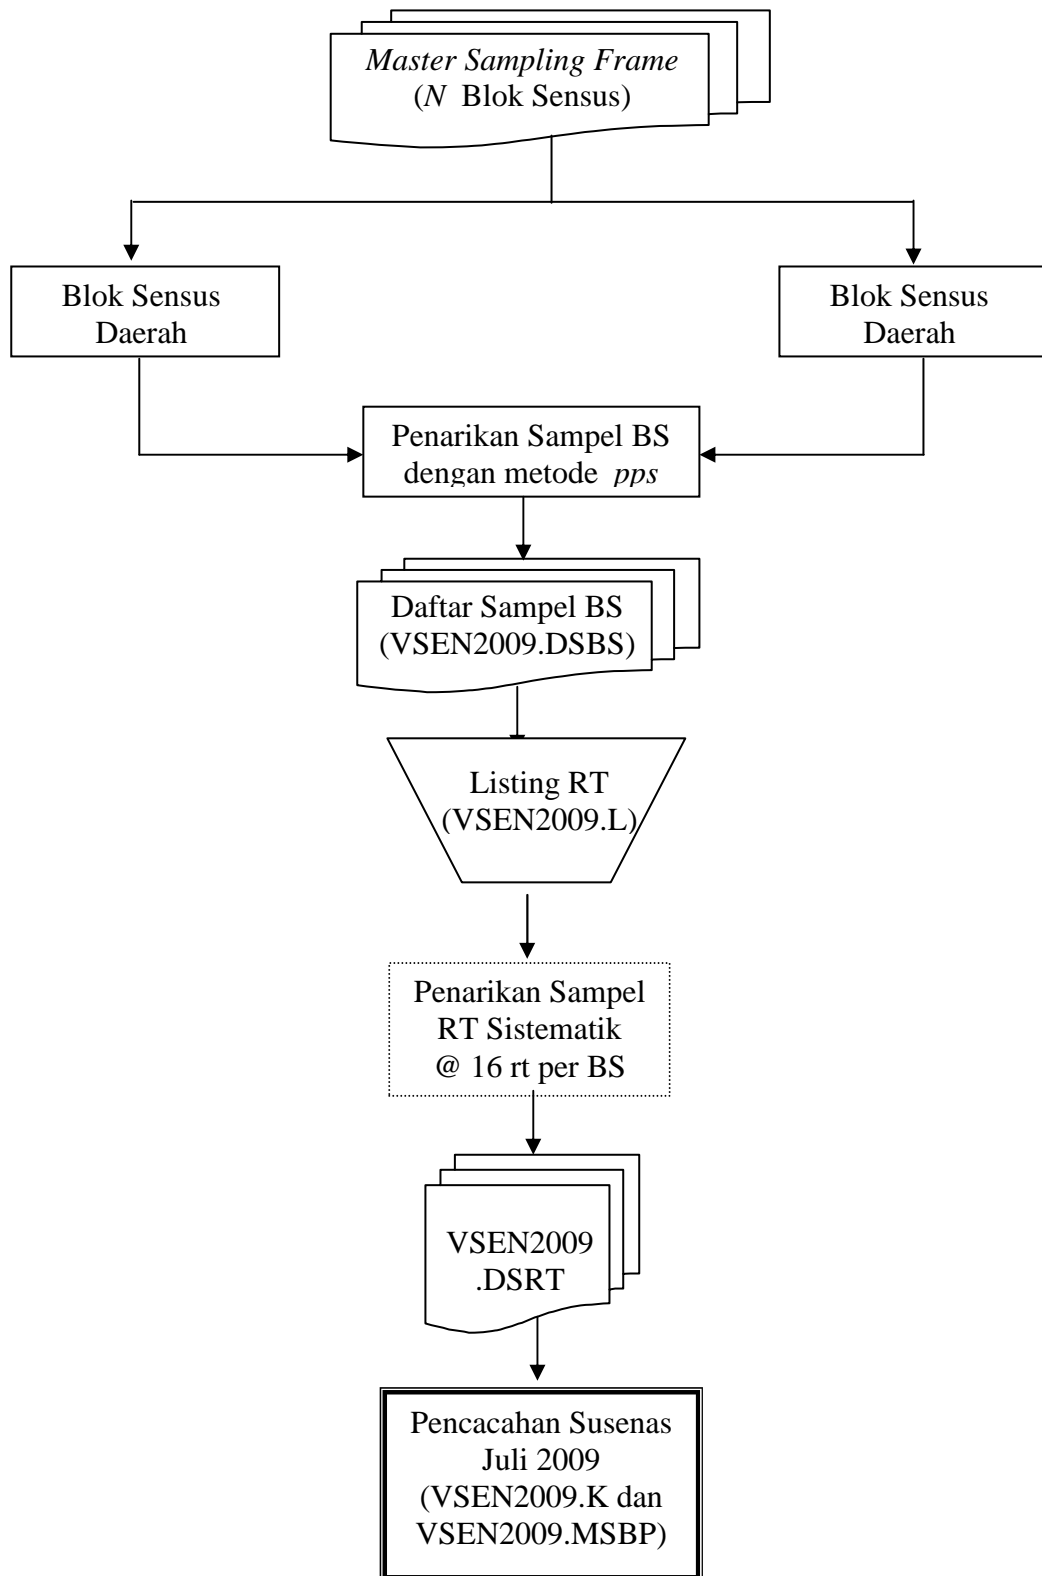 Master Sampling Frame
(N Blok Sensus)
Blok Sensus
Daerah
Blok Sensus
Daerah
Penarikan Sampel BS
dengan metode pps
Daftar Sampel BS
(VSEN2009.DSBS)
Listing RT
(VSEN2009.L)
Penarikan Sampel
RT Sistematik
@ 16 rt per BS
VSEN2009
.DSRT
Pencacahan Susenas
Juli 2009
(VSEN2009.K dan
VSEN2009.MSBP)